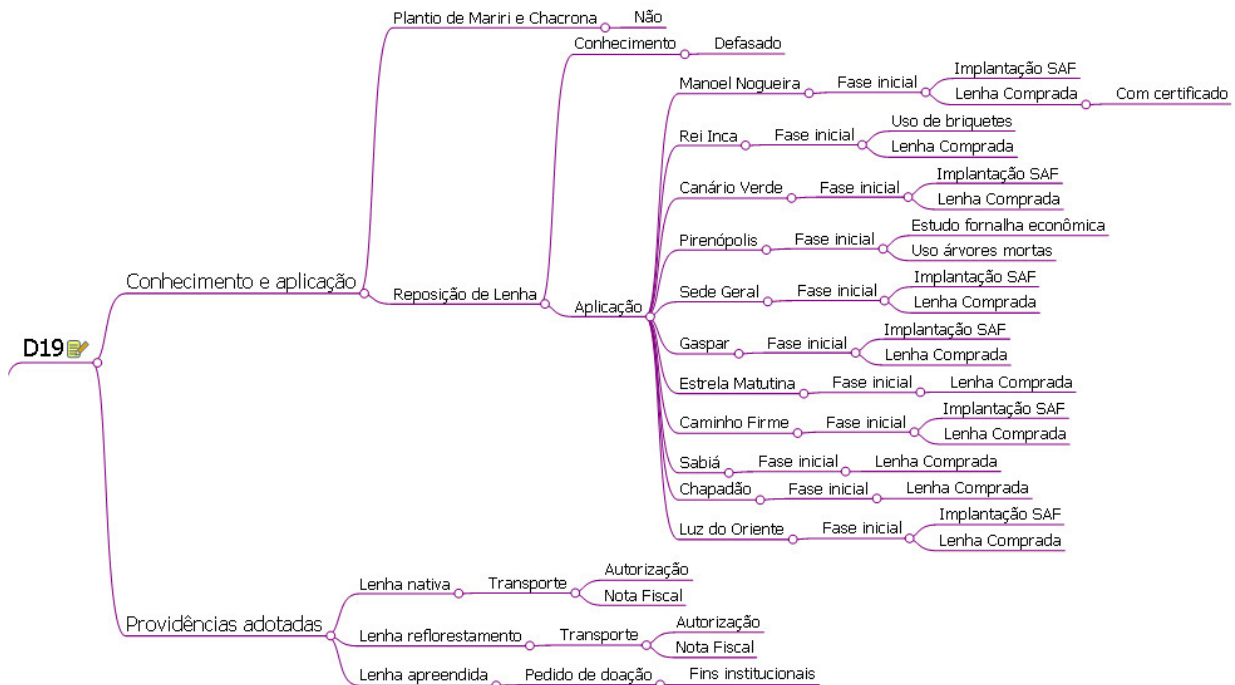 D19
Conhecimento e aplicação
Plantio de Mariri e Chacrona
Não
Reposição de Lenha
Conhecimento
Defasado
Aplicação
Manoel Nogueira
Fase inicial
Implantação SAF
Lenha Comprada
Com certificado
Rei Inca
Fase inicial
Uso de briquetes
Lenha Comprada
Canário Verde
Fase inicial
Implantação SAF
Lenha Comprada
Pirenópolis
Fase inicial
Estudo fornalha econômica
Uso árvores mortas
Sede Geral
Fase inicial
Implantação SAF
Lenha Comprada
Gaspar
Fase inicial
Implantação SAF
Lenha Comprada
Estrela Matutina
Fase inicial
Lenha Comprada
Caminho Firme
Fase inicial
Implantação SAF
Lenha Comprada
Sabiá
Fase inicial
Lenha Comprada
Chapadão
Fase inicial
Lenha Comprada
Luz do Oriente
Fase inicial
Implantação SAF
Lenha Comprada
Providências adotadas
Lenha nativa
Transporte
Autorização
Nota Fiscal
Lenha reflorestamento
Transporte
Autorização
Nota Fiscal
Lenha apreendida
Pedido de doação
Fins institucionais